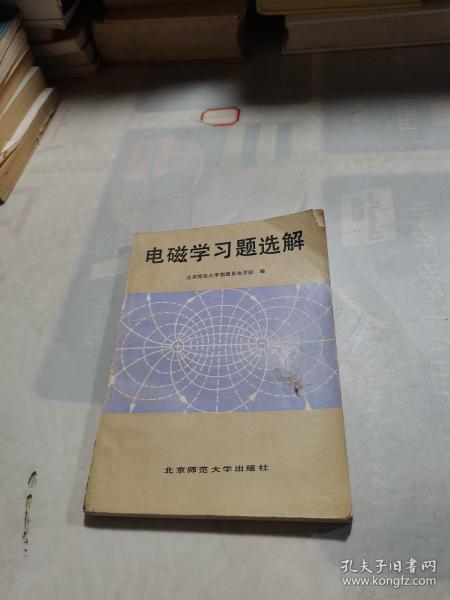 电磁学习题选解
北京师范大学物理系电学组 编
北京师范大学出版社
孔夫子旧书网
www.kongfz.com